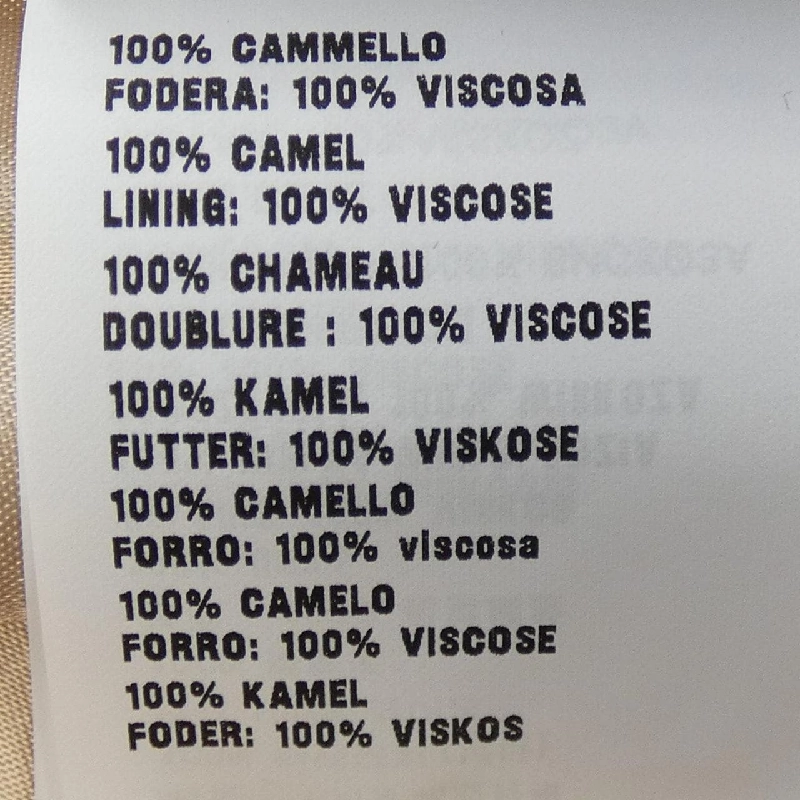 100% CAMMELLO
FODERA: 100% VISCOSA
100% CAMEL
LINING: 100% VISCOSE
100% CHAMEAU
DOUBLURE : 100% VISCOSE
100% KAMEL
FUTTER: 100% VISKOSE
100% CAMELLO
FORRO: 100% viscosa
100% CAMELO
FORRO: 100% VISCOSE
100% KAMEL
FODER: 100% VISKOS